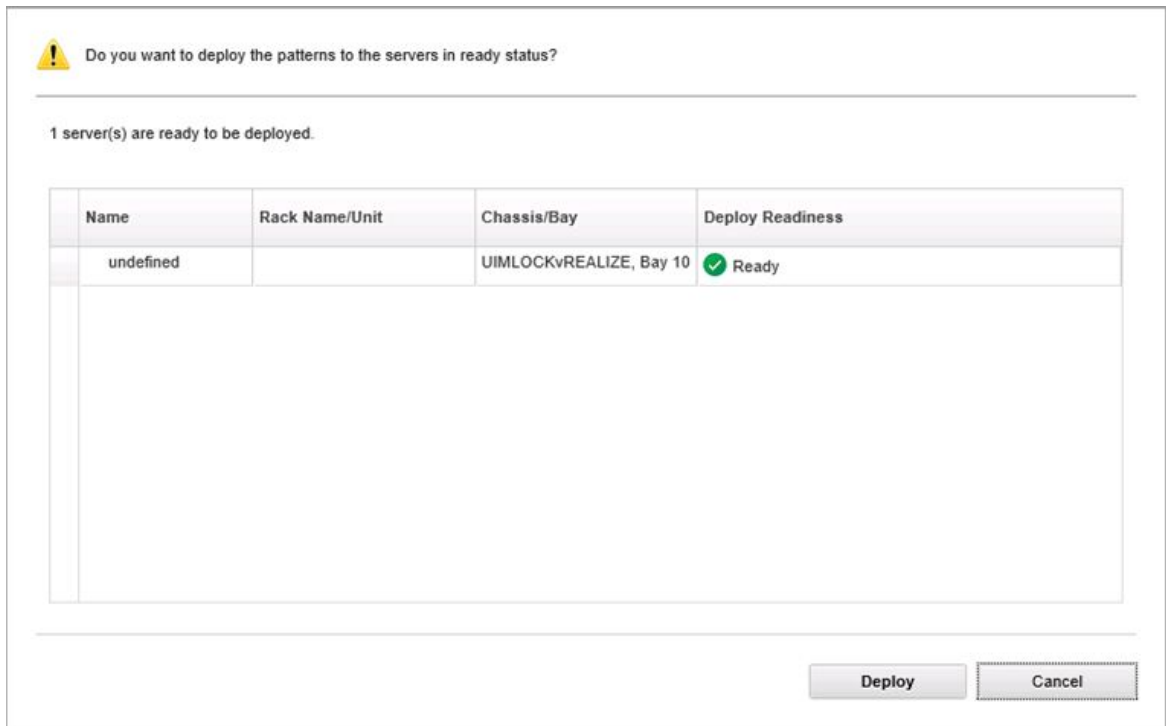 Do you want to deploy the patterns to the servers in ready status?
1 server(s) are ready to be deployed.
Name Rack Name/Unit Chassis/Bay Deploy Readiness
undefined UIMLOCKvREALIZE, Bay 10 Ready
Deploy Cancel